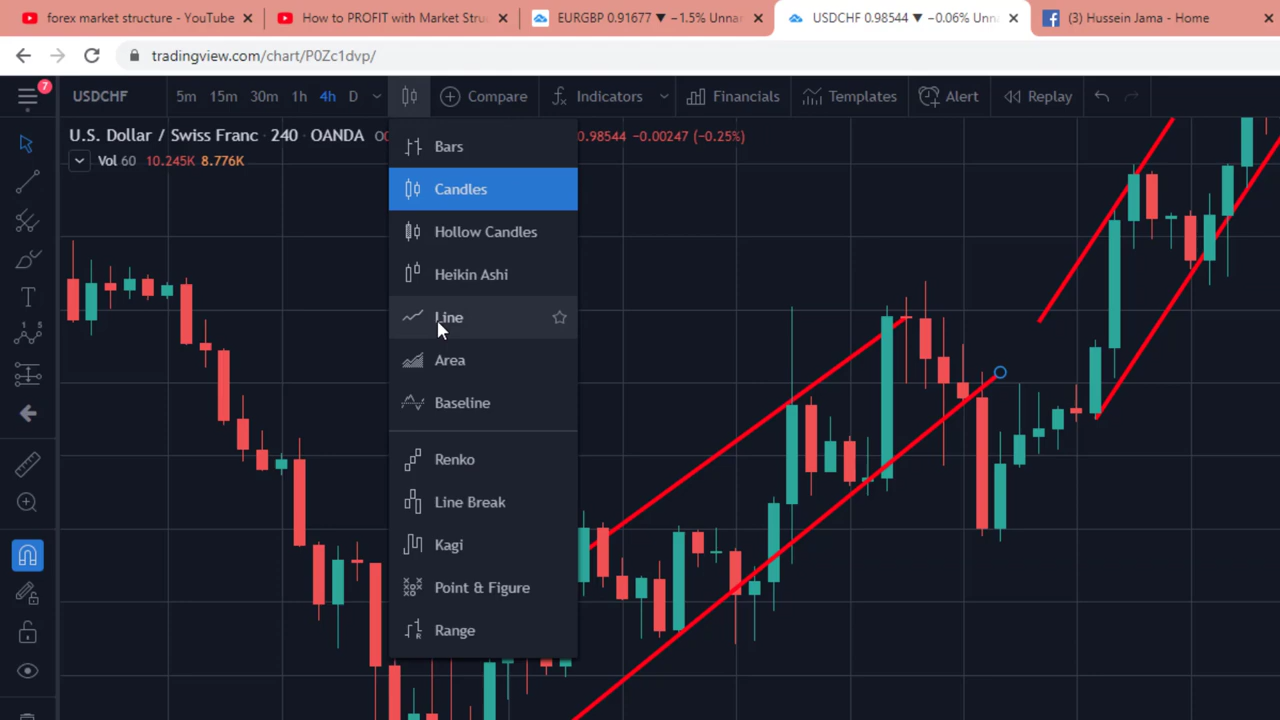 forex market structure - YouTube
How to PROFIT with Market Stru
EURGBP 0.91677 ▼ −1.5% Unnar
USDCHF 0.98544 ▼ −0.06% Unn
(3) Hussein Jama - Home
tradingview.com/chart/P0Zc1dvp/
7
USDCHF 5m 15m 30m 1h 4h D Compare Indicators Financials Templates Alert Replay
U.S. Dollar / Swiss Franc · 240 · OANDA 0.98544 −0.00247 (−0.25%)
Vol 60 10.245K 8.776K
Bars
Candles
Hollow Candles
Heikin Ashi
Line
Area
Baseline
Renko
Line Break
Kagi
Point & Figure
Range